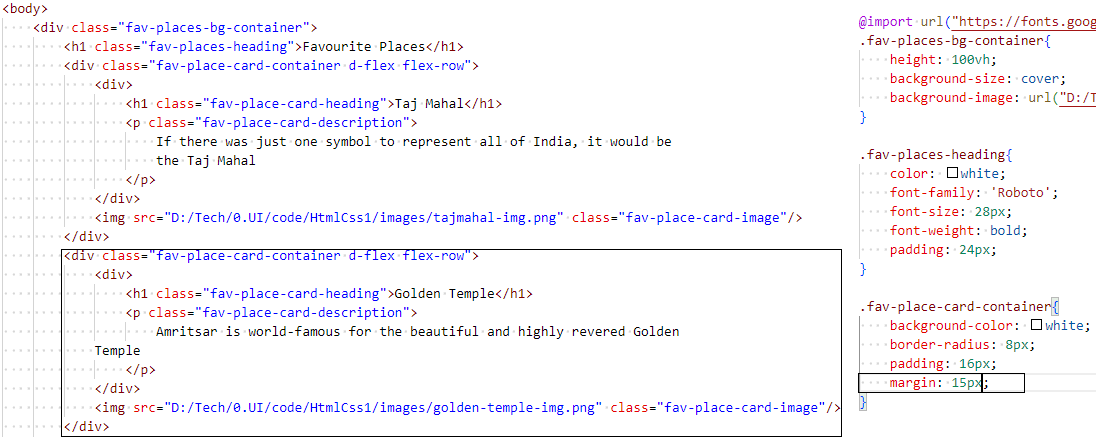 <body>
<div class="fav-places-bg-container">
<h1 class="fav-places-heading">Favourite Places</h1>
<div class="fav-place-card-container d-flex flex-row">
<div>
<h1 class="fav-place-card-heading">Taj Mahal</h1>
<p class="fav-place-card-description">
If there was just one symbol to represent all of India, it would be
the Taj Mahal
</p>
</div>
<img src="D:/Tech/0.UI/code/HtmlCss1/images/tajmahal-img.png" class="fav-place-card-image"/>
</div>
<div class="fav-place-card-container d-flex flex-row">
<div>
<h1 class="fav-place-card-heading">Golden Temple</h1>
<p class="fav-place-card-description">
Amritsar is world-famous for the beautiful and highly revered Golden
Temple
</p>
</div>
<img src="D:/Tech/0.UI/code/HtmlCss1/images/golden-temple-img.png" class="fav-place-card-image"/>
</div>
@import url("https://fonts.goog
.fav-places-bg-container{
height: 100vh;
background-size: cover;
background-image: url("D:/T
}
.fav-places-heading{
color: white;
font-family: 'Roboto';
font-size: 28px;
font-weight: bold;
padding: 24px;
}
.fav-place-card-container{
background-color: white;
border-radius: 8px;
padding: 16px;
margin: 15px;
}